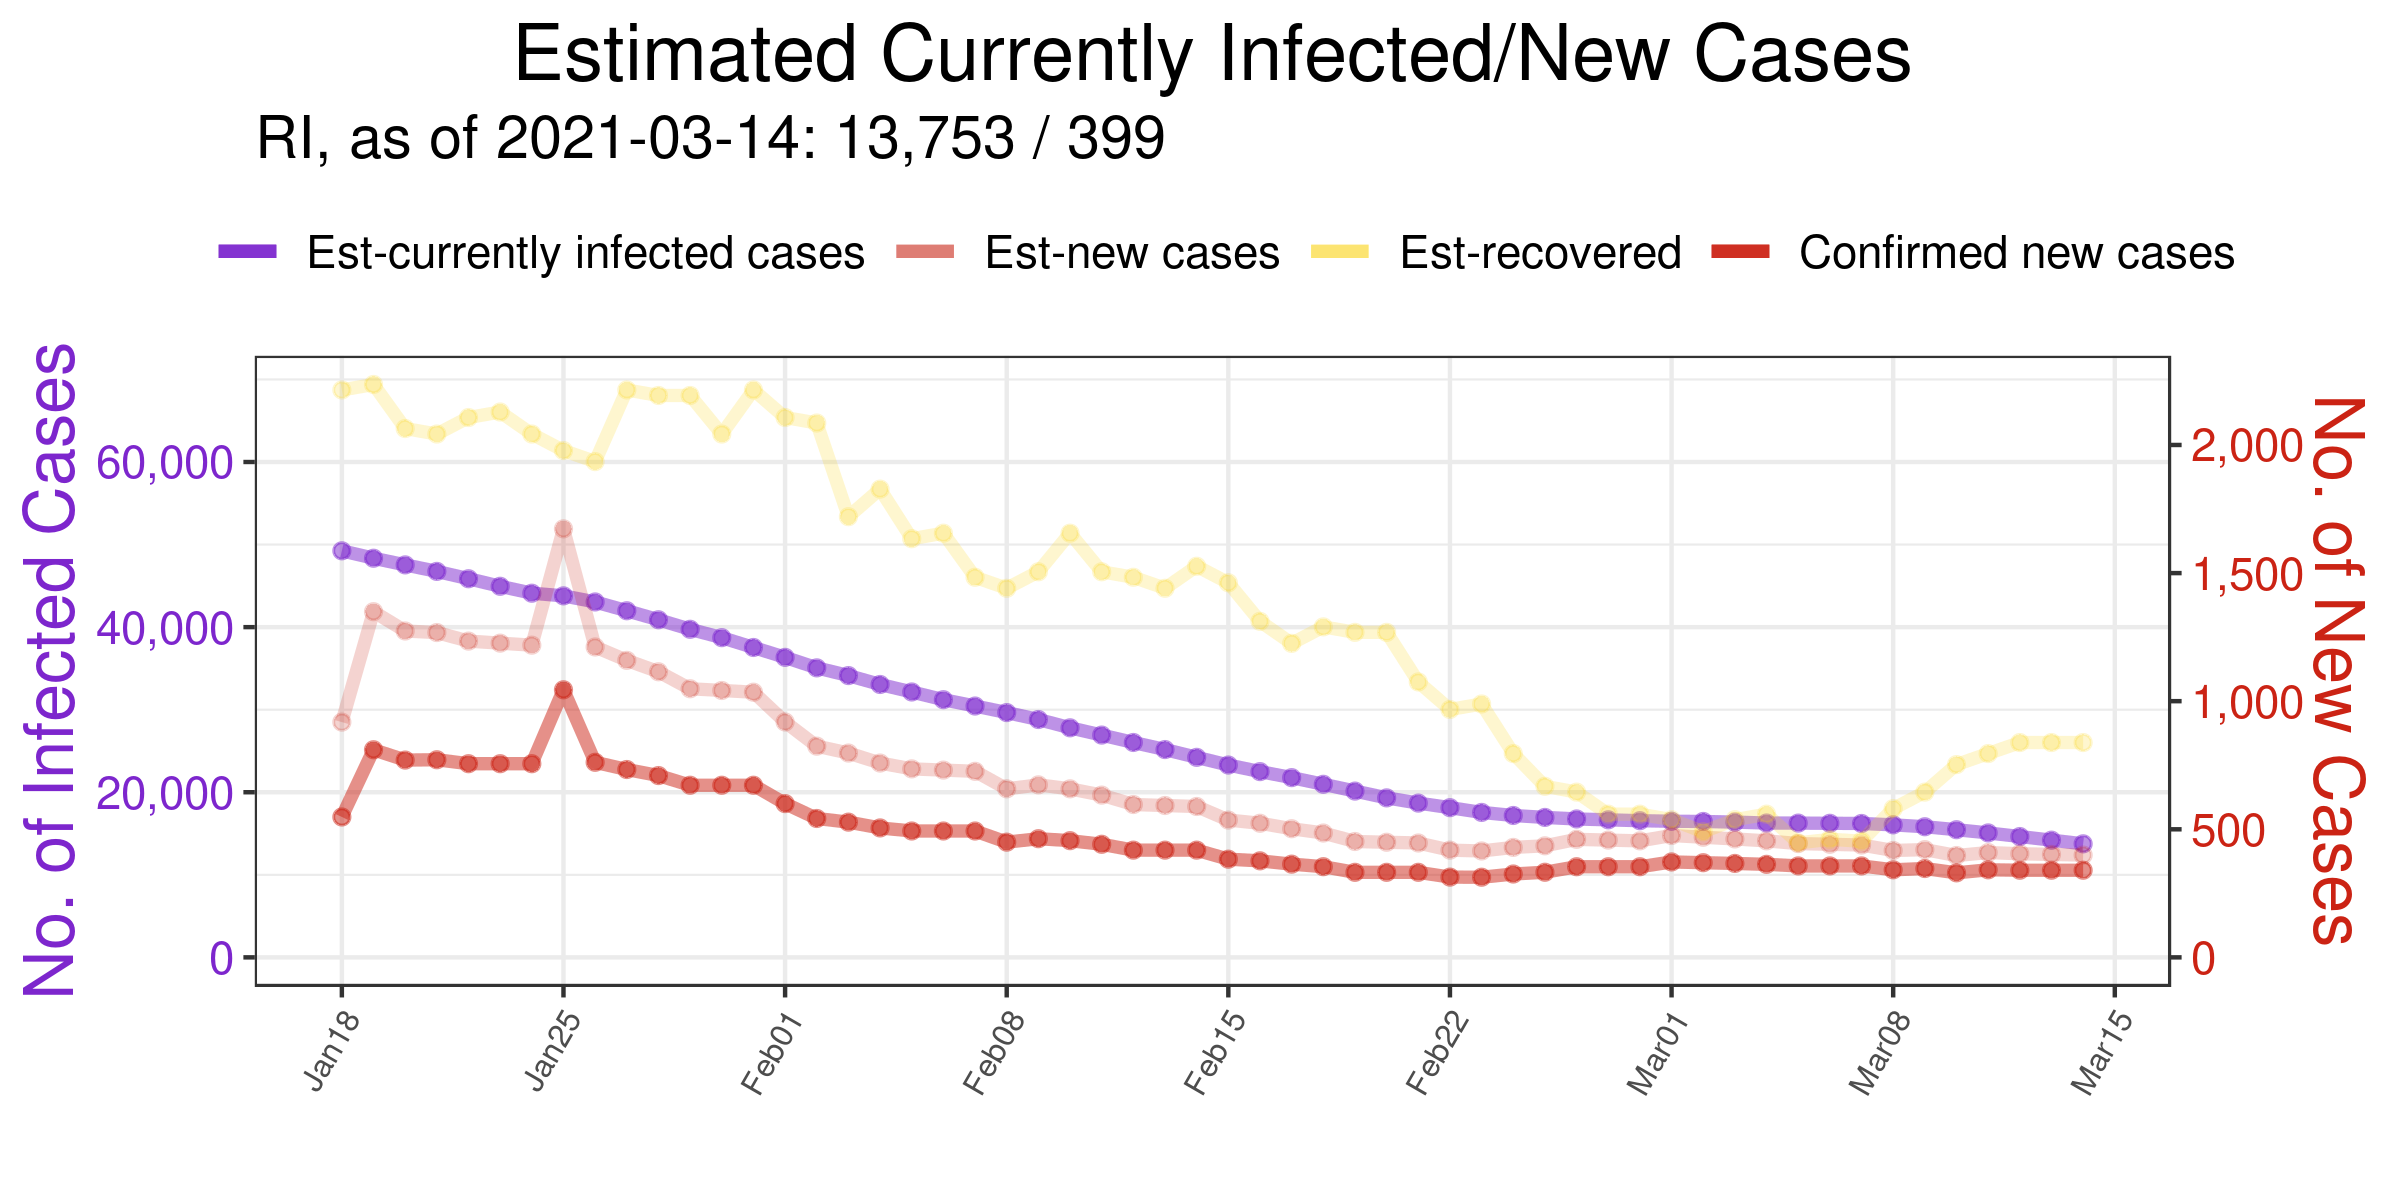 Estimated Currently Infected/New Cases
RI, as of 2021-03-14: 13,753 / 399
Est-currently infected cases Est-new cases Est-recovered Confirmed new cases
No. of Infected Cases
60,000
40,000
20,000
0
2,000
1,500
1,000
500
0
No. of New Cases
Jan18 Jan25 Feb01 Feb08 Feb15 Feb22 Mar01 Mar08 Mar15